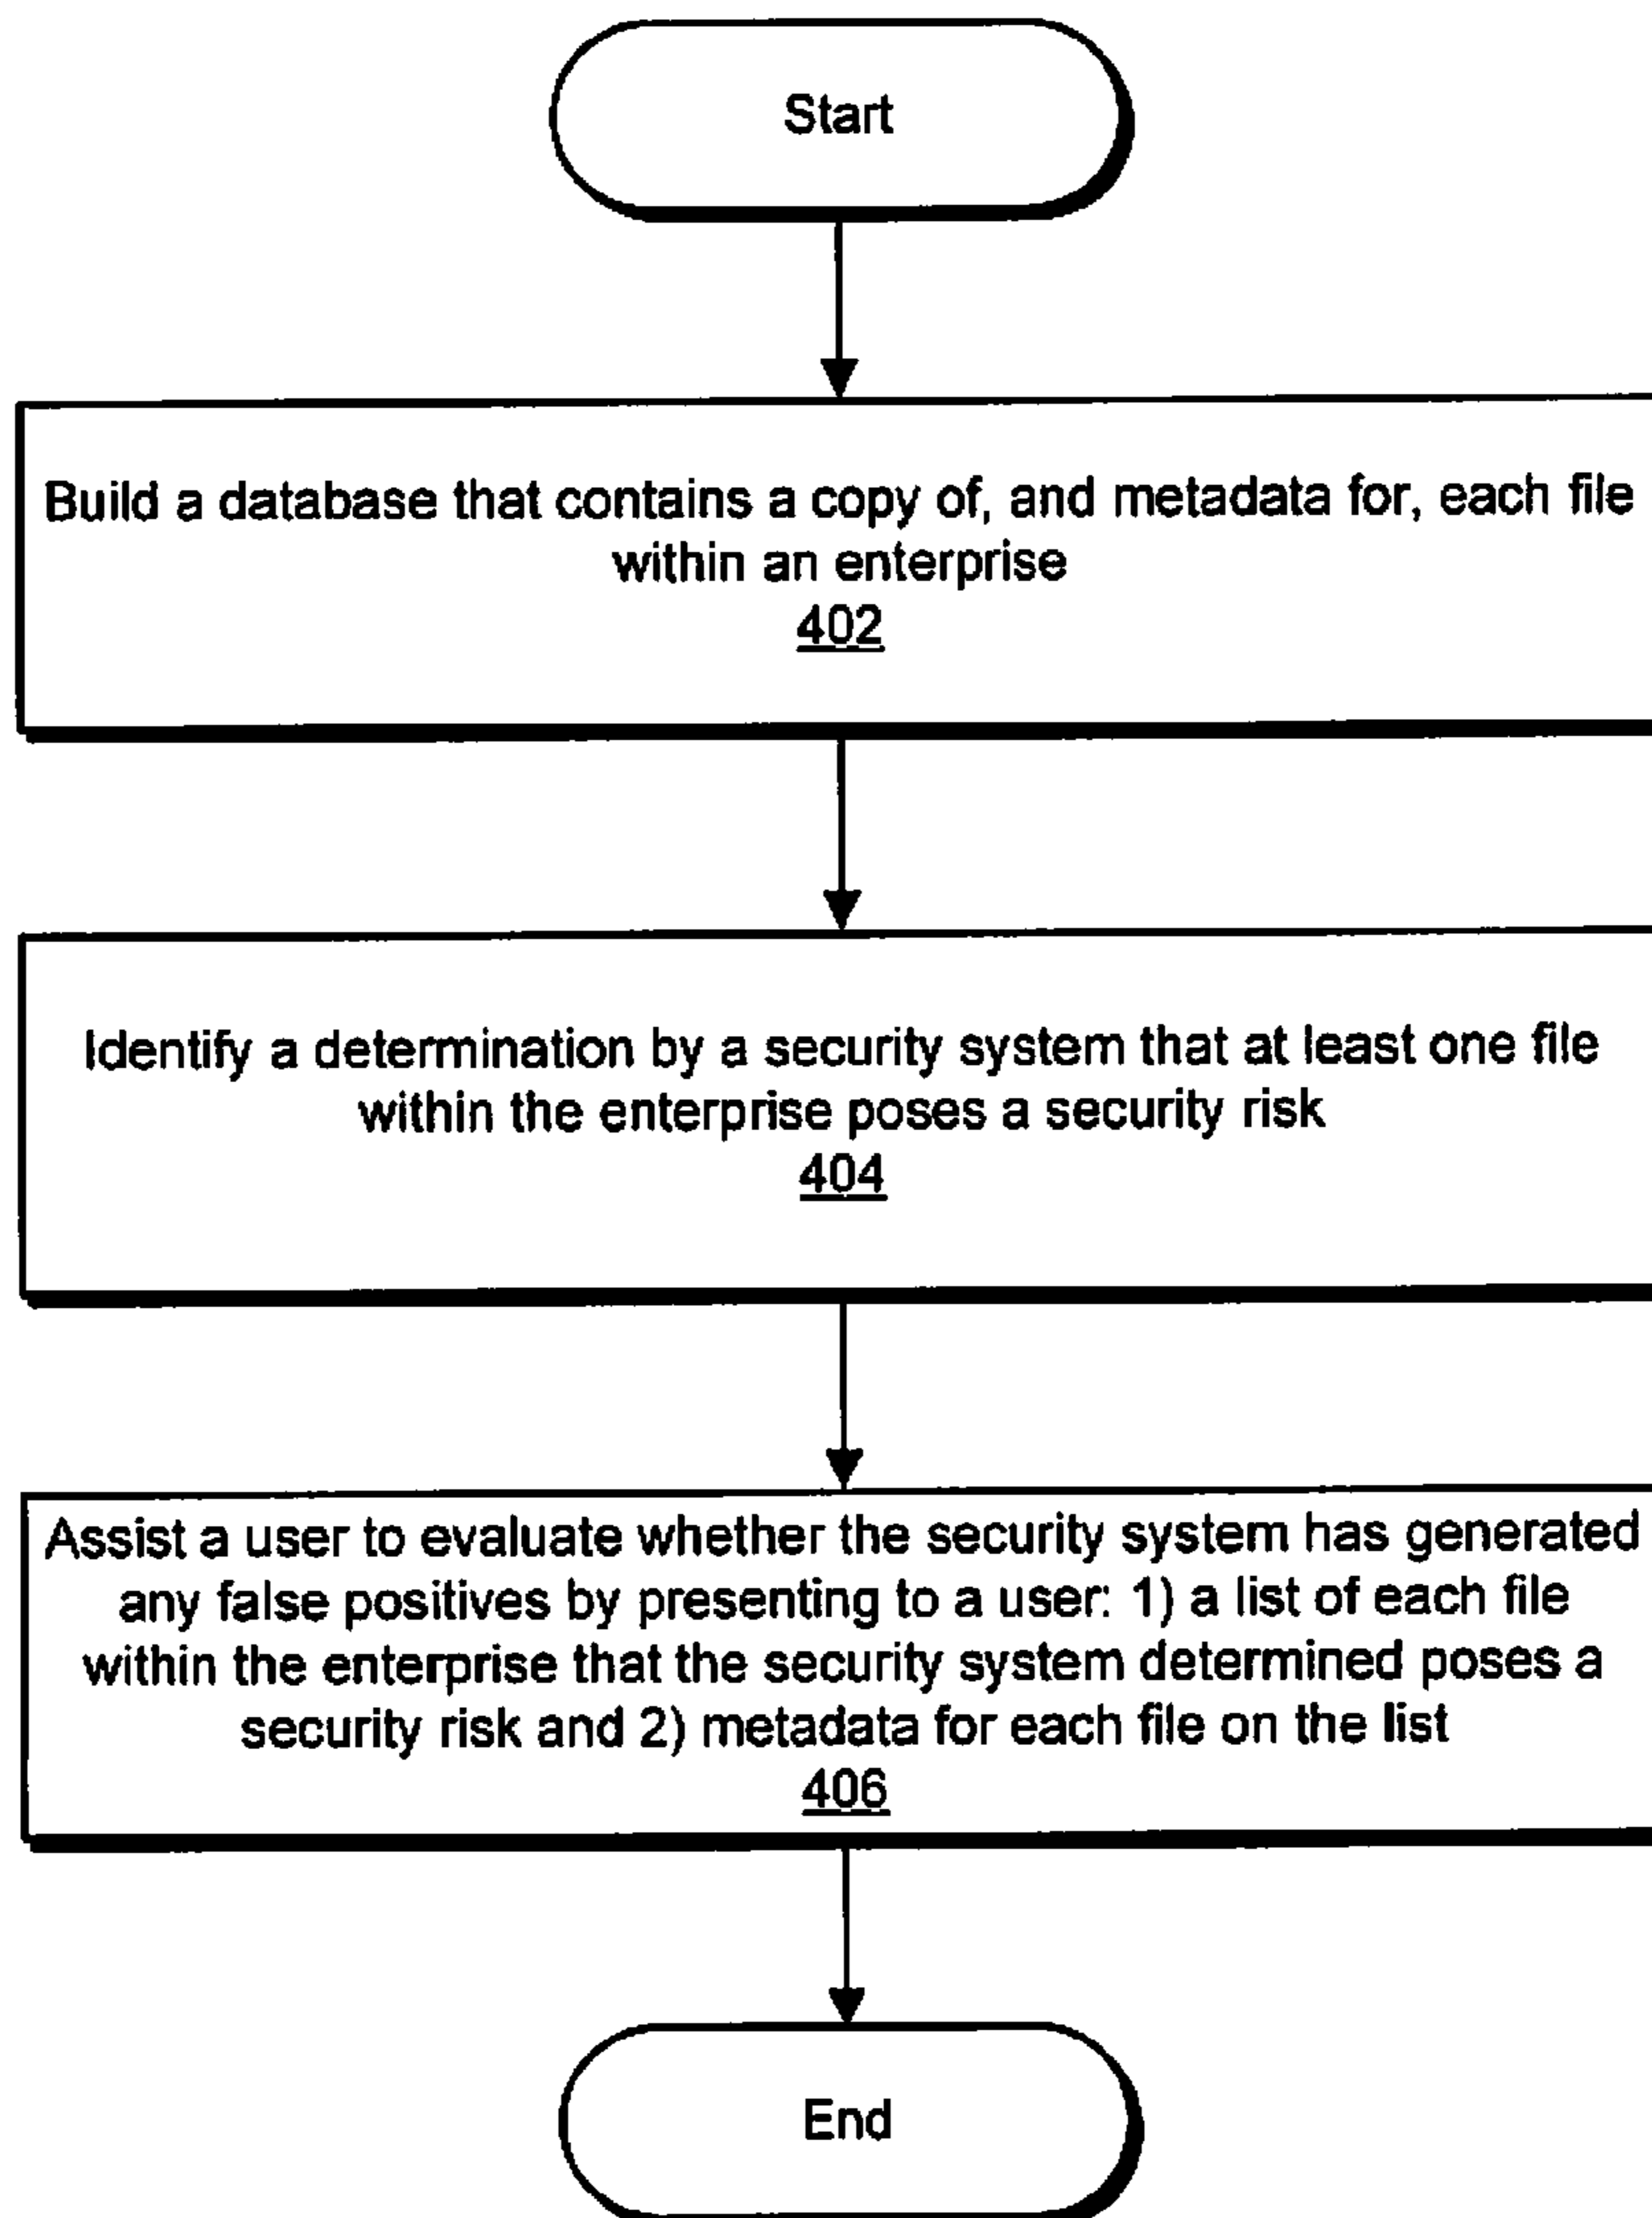 Start
Build a database that contains a copy of, and metadata for, each file
within an enterprise
402
Identify a determination by a security system that at least one file
within the enterprise poses a security risk
404
Assist a user to evaluate whether the security system has generated
any false positives by presenting to a user: 1) a list of each file
within the enterprise that the security system determined poses a
security risk and 2) metadata for each file on the list
406
End